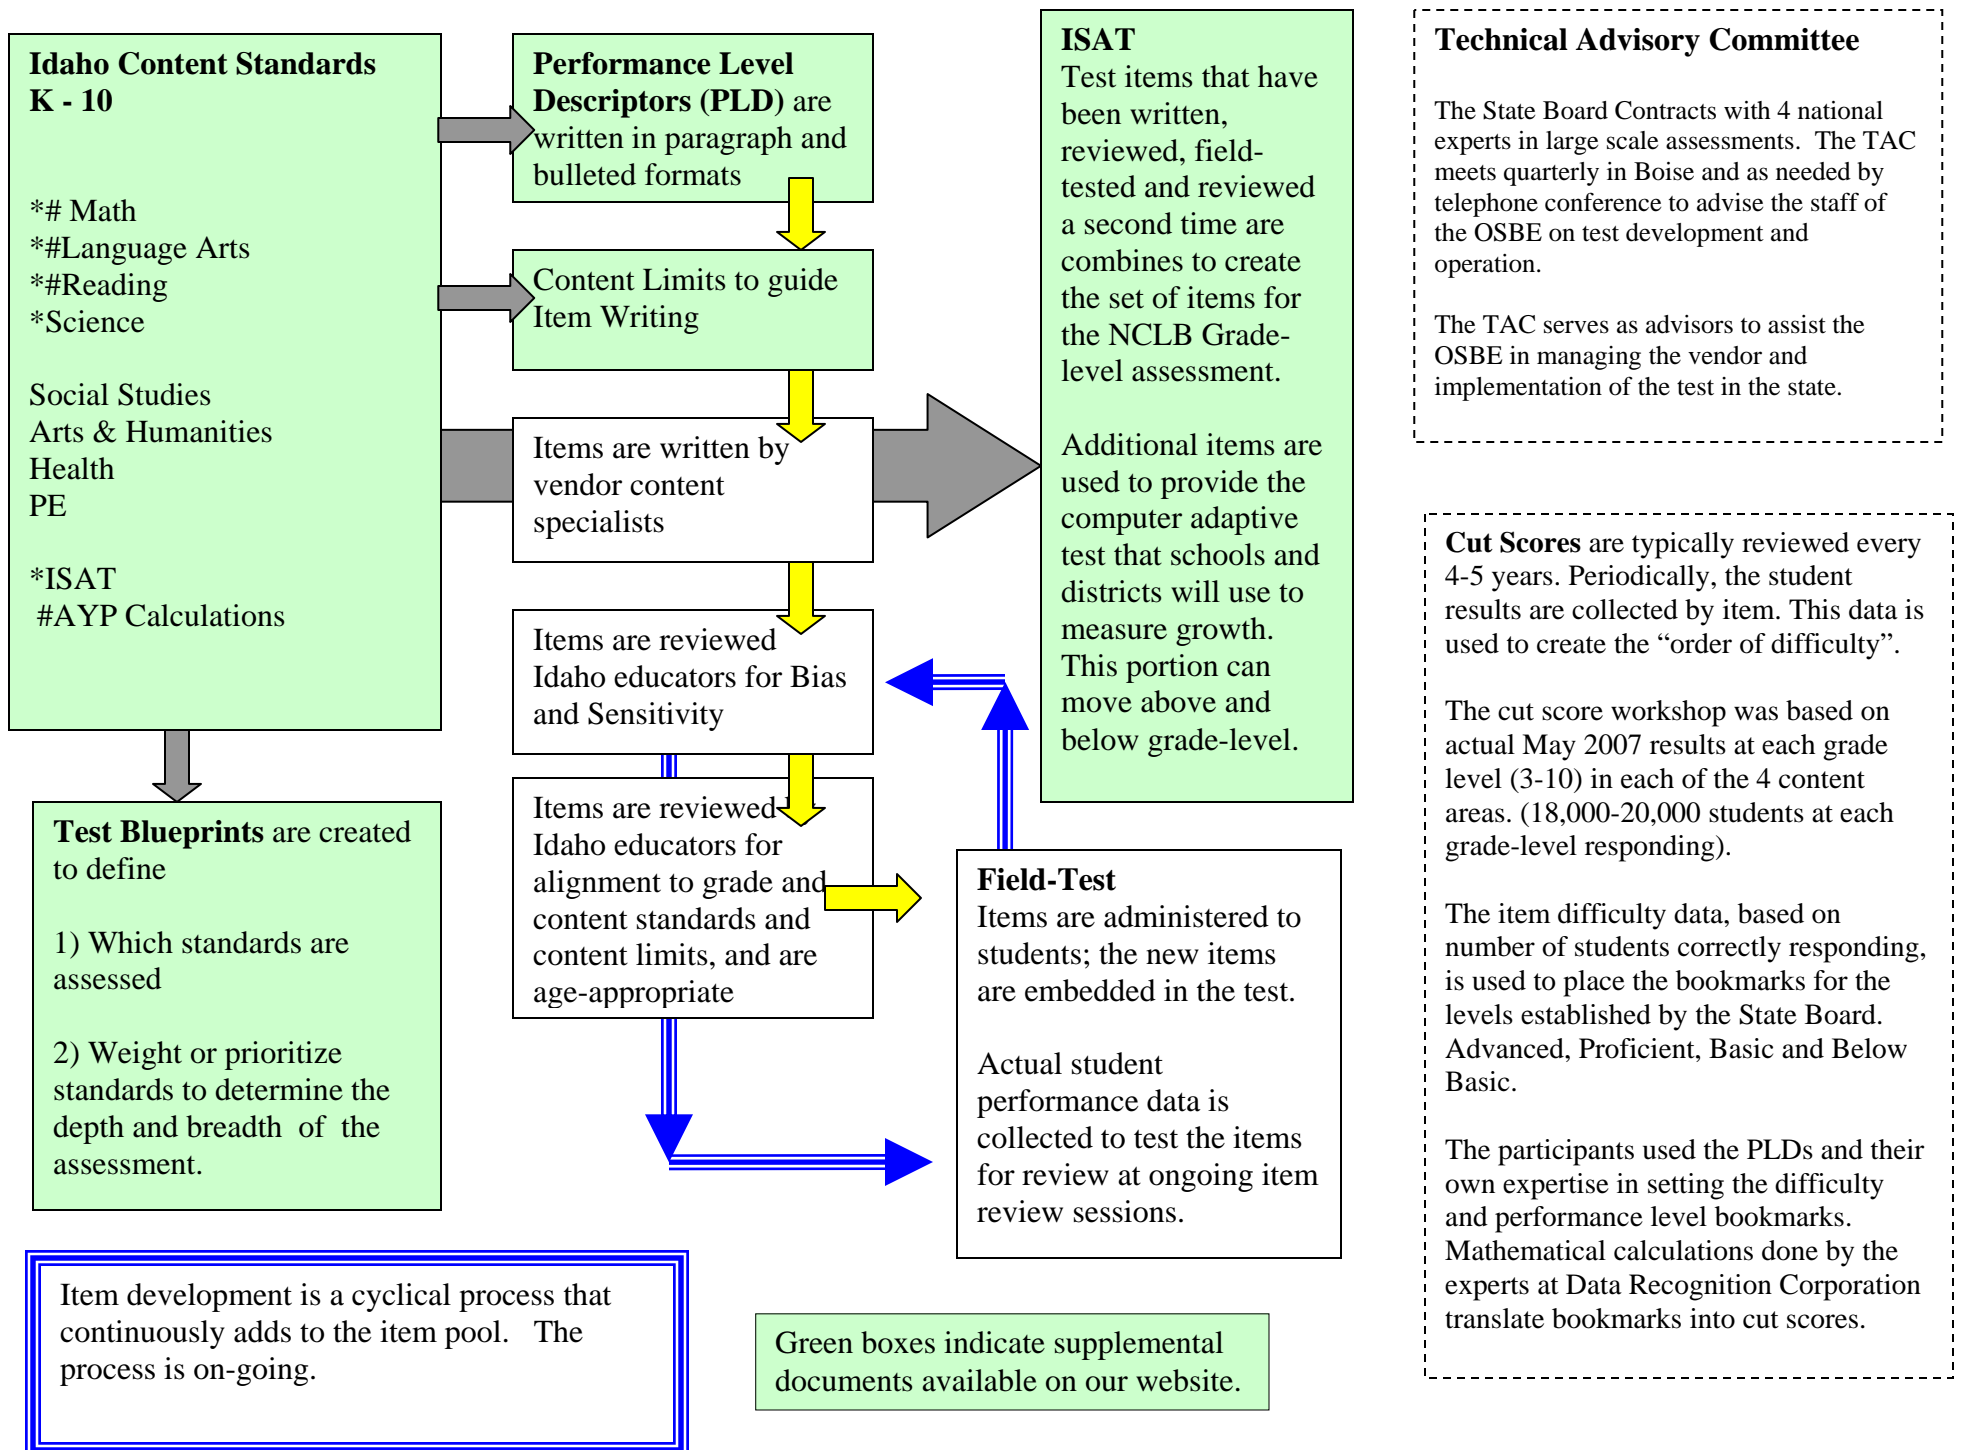 Idaho Content Standards
K - 10
*# Math
*#Language Arts
*#Reading
*Science
Social Studies
Arts & Humanities
Health
PE
*ISAT
#AYP Calculations
Performance Level
Descriptors (PLD) are
written in paragraph and
bulleted formats
Content Limits to guide
Item Writing
Items are written by
vendor content
specialists
Items are reviewed
Idaho educators for Bias
and Sensitivity
Items are reviewed
Idaho educators for
alignment to grade and
content standards and
content limits, and are
age-appropriate
Test Blueprints are created
to define
1) Which standards are
assessed
2) Weight or prioritize
standards to determine the
depth and breadth of the
assessment.
ISAT
Test items that have
been written,
reviewed, field-
tested and reviewed
a second time are
combines to create
the set of items for
the NCLB Grade-
level assessment.
Additional items are
used to provide the
computer adaptive
test that schools and
districts will use to
measure growth.
This portion can
move above and
below grade-level.
Field-Test
Items are administered to
students; the new items
are embedded in the test.
Actual student
performance data is
collected to test the items
for review at ongoing item
review sessions.
Technical Advisory Committee
The State Board Contracts with 4 national
experts in large scale assessments. The TAC
meets quarterly in Boise and as needed by
telephone conference to advise the staff of
the OSBE on test development and
operation.
The TAC serves as advisors to assist the
OSBE in managing the vendor and
implementation of the test in the state.
Cut Scores are typically reviewed every
4-5 years. Periodically, the student
results are collected by item. This data is
used to create the “order of difficulty”.
The cut score workshop was based on
actual May 2007 results at each grade
level (3-10) in each of the 4 content
areas. (18,000-20,000 students at each
grade-level responding).
The item difficulty data, based on
number of students correctly responding,
is used to place the bookmarks for the
levels established by the State Board.
Advanced, Proficient, Basic and Below
Basic.
The participants used the PLDs and their
own expertise in setting the difficulty
and performance level bookmarks.
Mathematical calculations done by the
experts at Data Recognition Corporation
translate bookmarks into cut scores.
Item development is a cyclical process that
continuously adds to the item pool. The
process is on-going.
Green boxes indicate supplemental
documents available on our website.